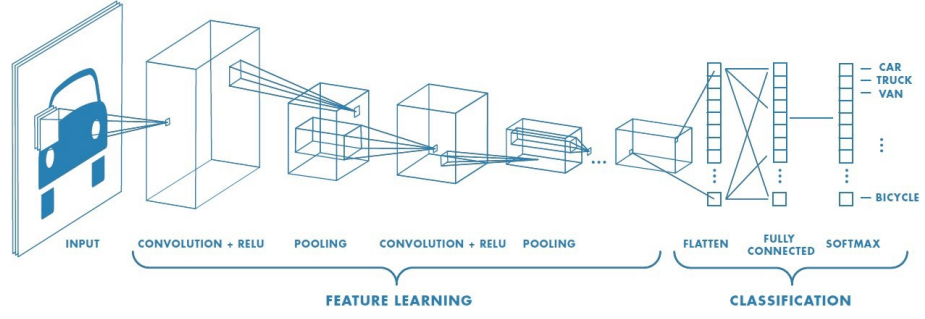 CAR
TRUCK
VAN
BICYCLE
INPUT
CONVOLUTION + RELU
POOLING
CONVOLUTION + RELU
POOLING
FLATTEN
FULLY
CONNECTED
SOFTMAX
FEATURE LEARNING
CLASSIFICATION